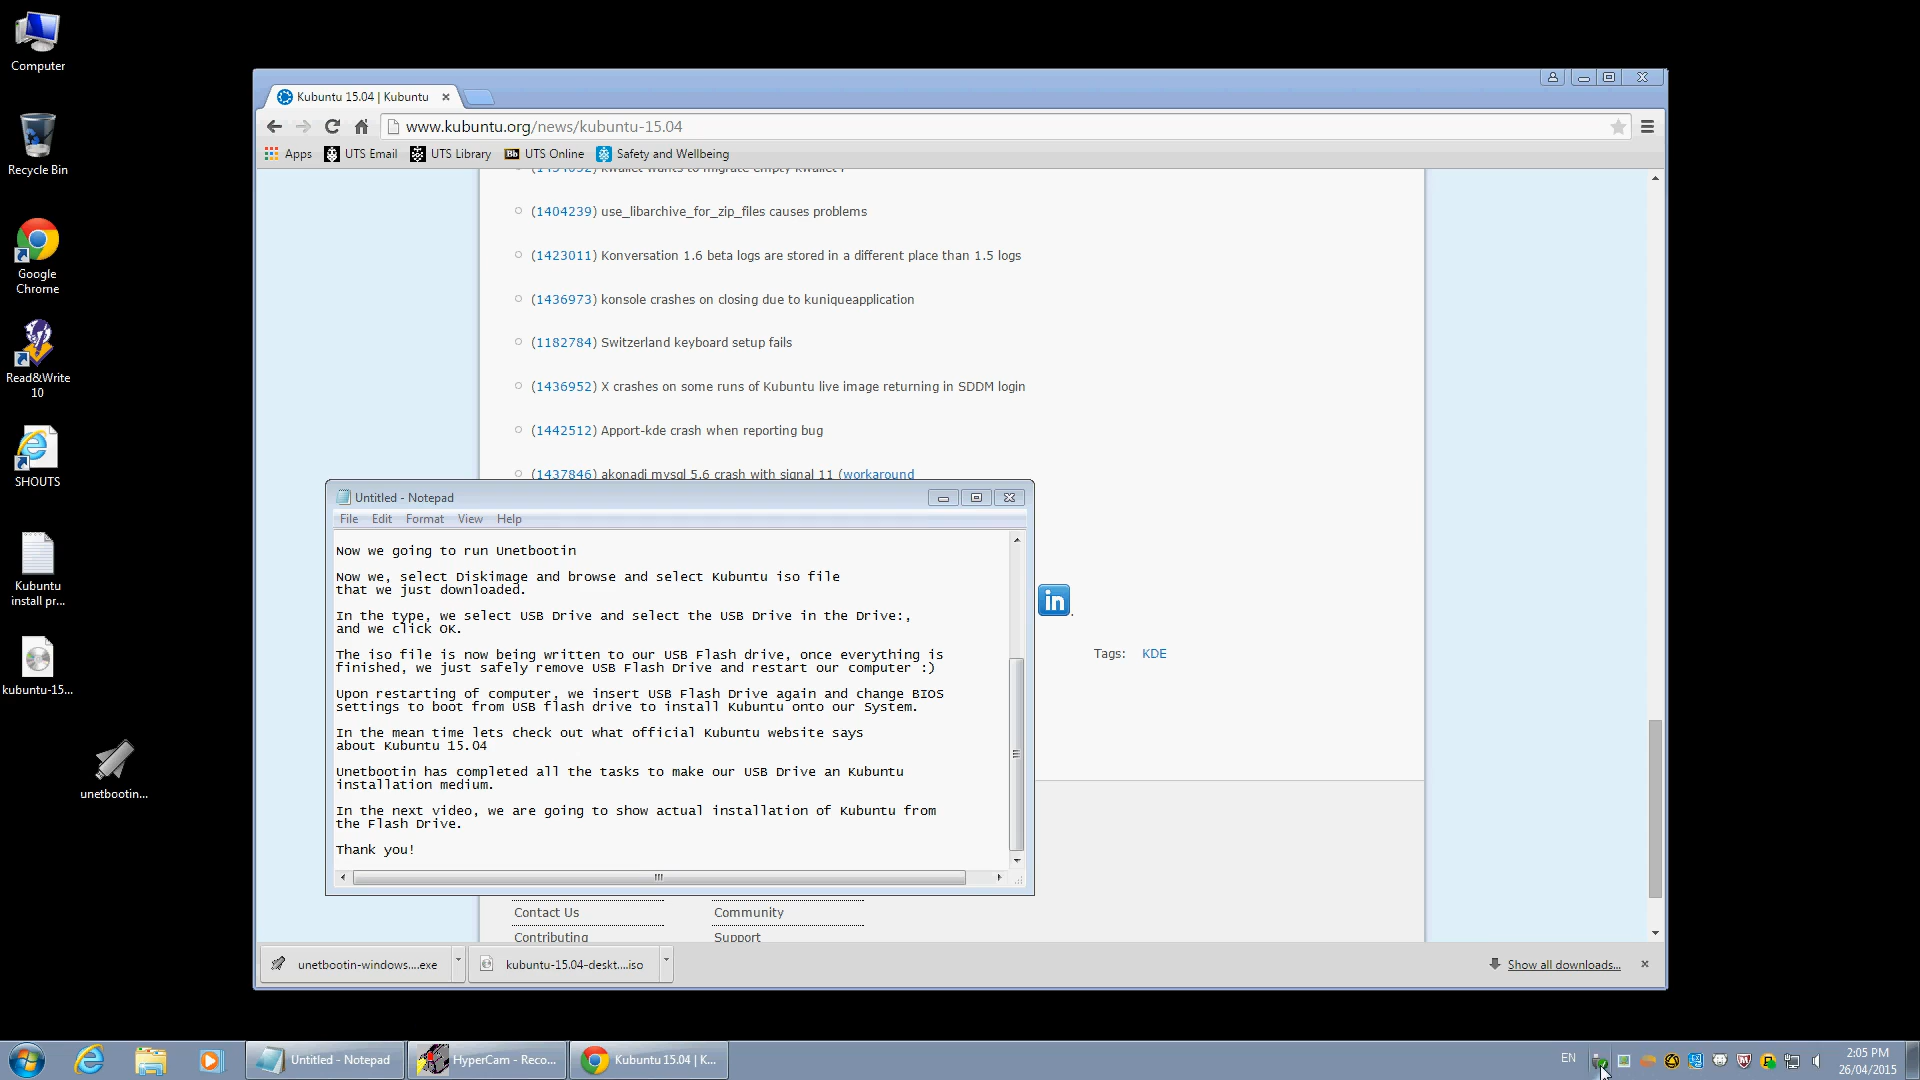 Computer
Recycle Bin
Google
Chrome
Read&Write
10
SHOUTS
Kubuntu
install pr...
kubuntu-15...
unetbootin...
Kubuntu 15.04 | Kubuntu
www.kubuntu.org/news/kubuntu-15.04
Apps UTS Email UTS Library Bb UTS Online Safety and Wellbeing
(1434052) kwallet wants to migrate empty kwallet !
(1404239) use_libarchive_for_zip_files causes problems
(1423011) Konversation 1.6 beta logs are stored in a different place than 1.5 logs
(1436973) konsole crashes on closing due to kuniqueapplication
(1182784) Switzerland keyboard setup fails
(1436952) X crashes on some runs of Kubuntu live image returning in SDDM login
(1442512) Apport-kde crash when reporting bug
(1437846) akonadi mysql 5.6 crash with signal 11 (workaround
in
.
Tags: KDE
Untitled - Notepad
File Edit Format View Help
Now we going to run Unetbootin
Now we, select Diskimage and browse and select Kubuntu iso file
that we just downloaded.
In the type, we select USB Drive and select the USB Drive in the Drive:,
and we click OK.
The iso file is now being written to our USB Flash drive, once everything is
finished, we just safely remove USB Flash Drive and restart our computer :)
Upon restarting of computer, we insert USB Flash Drive again and change BIOS
settings to boot from USB flash drive to install Kubuntu onto our System.
In the mean time lets check out what official Kubuntu website says
about Kubuntu 15.04
Unetbootin has completed all the tasks to make our USB Drive an Kubuntu
installation medium.
In the next video, we are going to show actual installation of Kubuntu from
the Flash Drive.
Thank you!
Contact Us Community
Contributing Support
unetbootin-windows....exe kubuntu-15.04-deskt....iso Show all downloads...
Untitled - Notepad HyperCam - Reco... Kubuntu 15.04 | K... EN
2:05 PM
26/04/2015